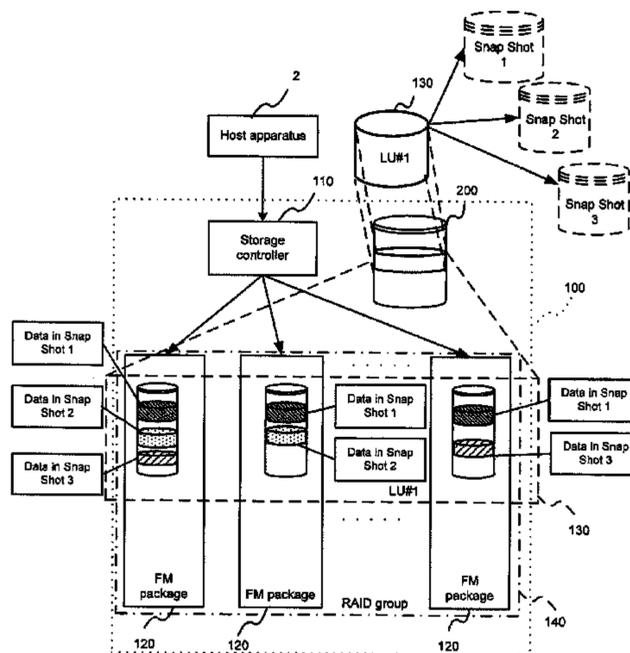 Snap Shot
1
2
130
Snap Shot
2
Host apparatus
LU#1
110
Snap Shot
3
200
Storage
controller
100
Data in Snap
Shot 1
Data in Snap
Shot 2
Data in Snap
Shot 1
Data in Snap
Shot 1
Data in Snap
Shot 3
Data in Snap
Shot 2
Data in Snap
Shot 3
LU#1
130
FM
package
FM package
RAID group
FM
package
140
120
120
120